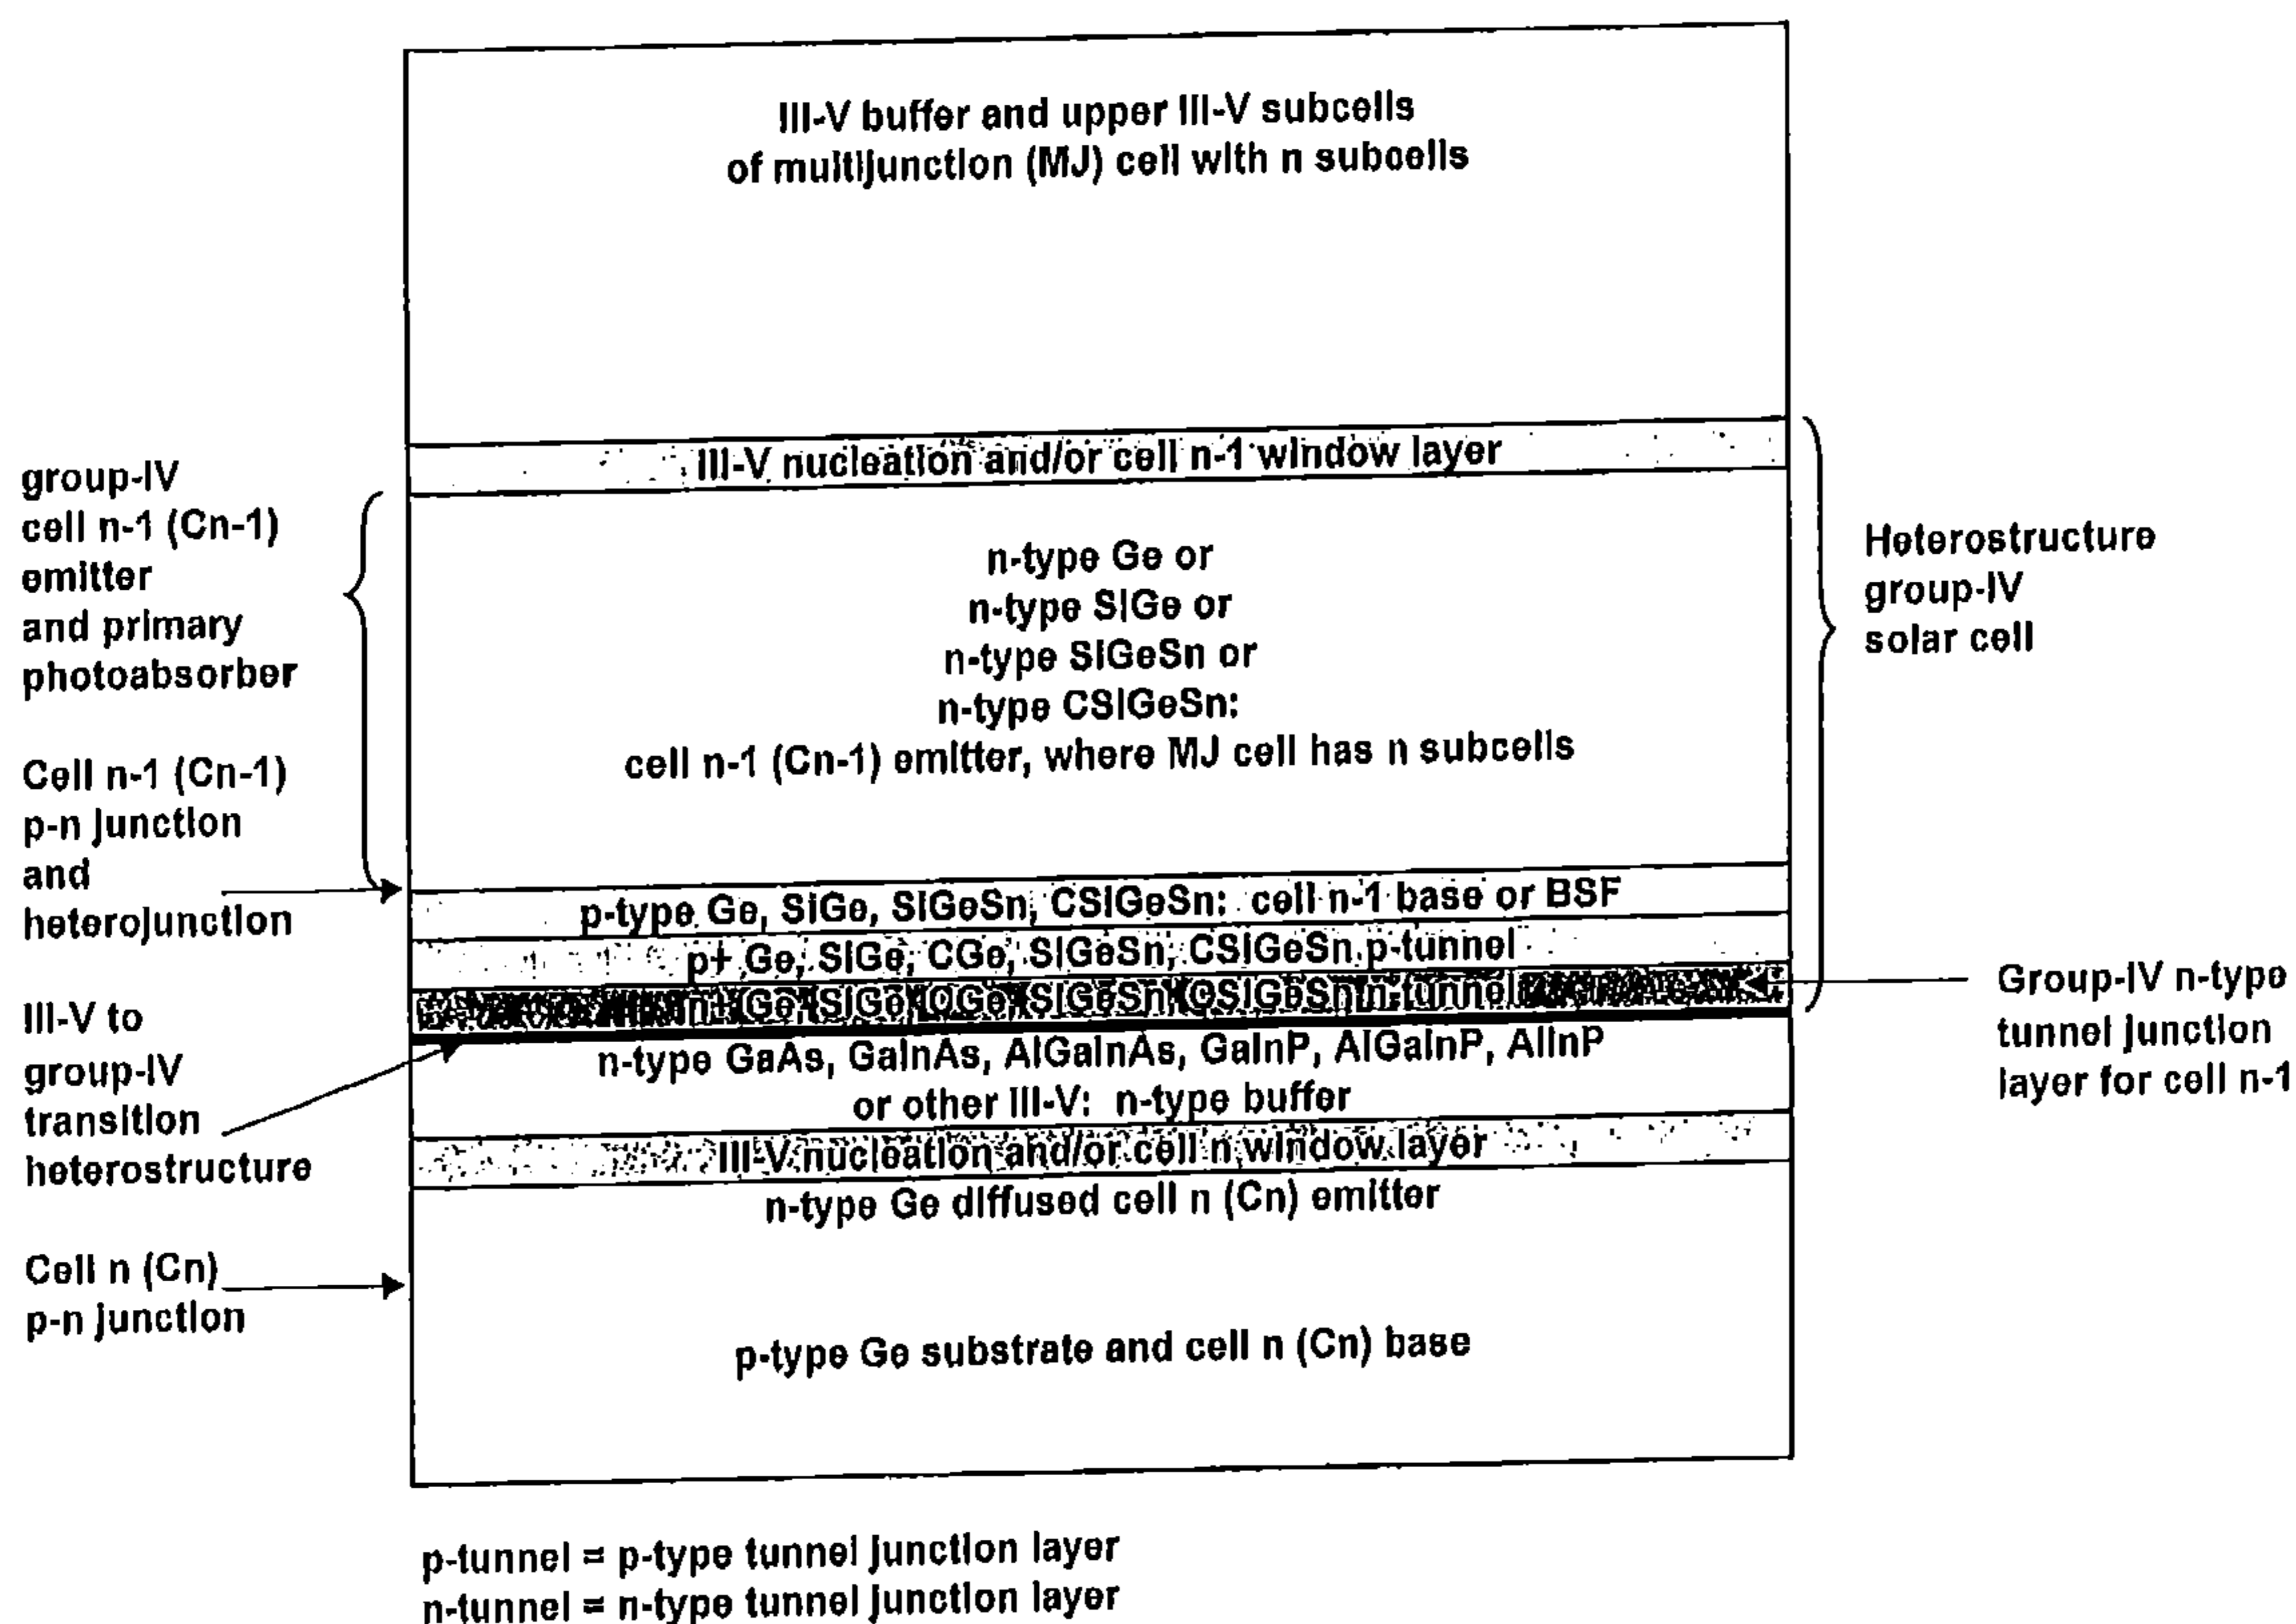 III-V buffer and upper III-V subcells
of multijunction (MJ) cell with n subcells
III-V nucleation and/or cell n-1 window layer
group-IV
cell n-1 (Cn-1)
emitter
and primary
photoabsorber
n-type Ge or
n-type SiGe or
n-type SiGeSn or
n-type CSiGeSn:
cell n-1 (Cn-1) emitter, where MJ cell has n subcells
Heterostructure
group-IV
solar cell
Cell n-1 (Cn-1)
p-n junction
and
heterojunction
p-type Ge, SiGe, SiGeSn, CSiGeSn: cell n-1 base or BSF
p+ Ge, SiGe, CGe, SiGeSn, CSiGeSn p-tunnel
n+ Ge, SiGe, CGe, SiGeSn, CSiGeSn n-tunnel
Group-IV n-type
tunnel junction
layer for cell n-1
III-V to
group-IV
transition
heterostructure
n-type GaAs, GaInAs, AlGaInAs, GaInP, AlGaInP, AlInP
or other III-V: n-type buffer
III-V nucleation and/or cell n window layer
n-type Ge diffused cell n (Cn) emitter
Cell n (Cn)
p-n junction
p-type Ge substrate and cell n (Cn) base
p-tunnel = p-type tunnel junction layer
n-tunnel = n-type tunnel junction layer